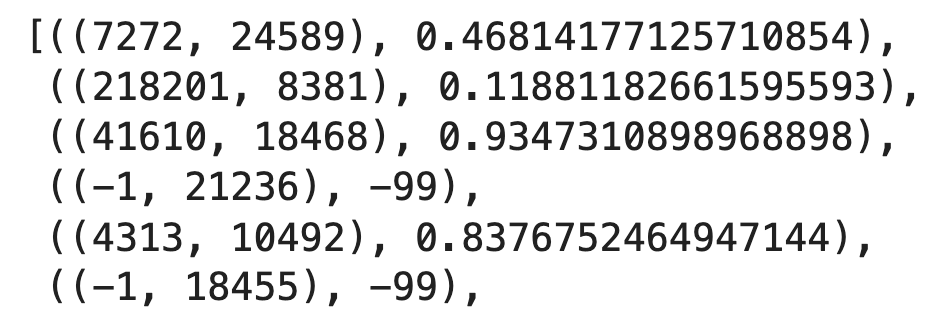 [((7272, 24589), 0.46814177125710854),
((218201, 8381), 0.11881182661595593),
((41610, 18468), 0.9347310898968898),
((-1, 21236), -99),
((4313, 10492), 0.8376752464947144),
((-1, 18455), -99),